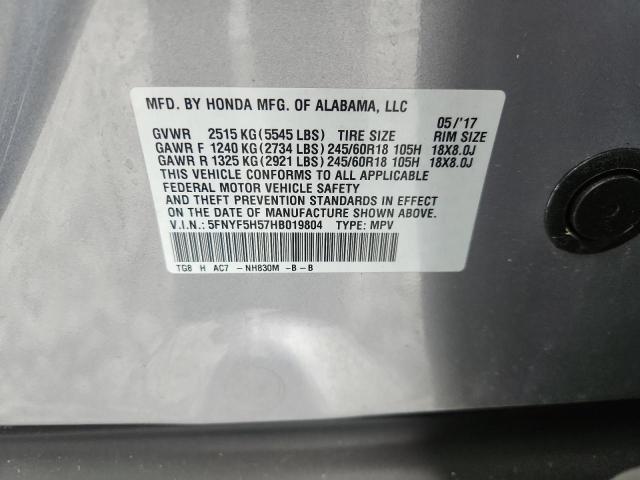 MFD. BY HONDA MFG. OF ALABAMA, LLC
05/'17
GVWR 2515 KG (5545 LBS) TIRE SIZE RIM SIZE
GAWR F 1240 KG (2734 LBS) 245/60R18 105H 18X8.0J
GAWR R 1325 KG (2921 LBS) 245/60R18 105H 18X8.0J
THIS VEHICLE CONFORMS TO ALL APPLICABLE
FEDERAL MOTOR VEHICLE SAFETY
AND THEFT PREVENTION STANDARDS IN EFFECT
ON THE DATE OF MANUFACTURE SHOWN ABOVE.
V.I.N.: 5FNYF5H57HB019804 TYPE: MPV
TG8 H AC7 -NH830M -B-B